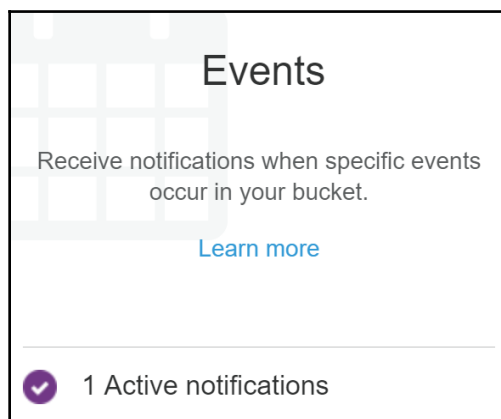 Events
Receive notifications when specific events
occur in your bucket.
Learn more
1 Active notifications